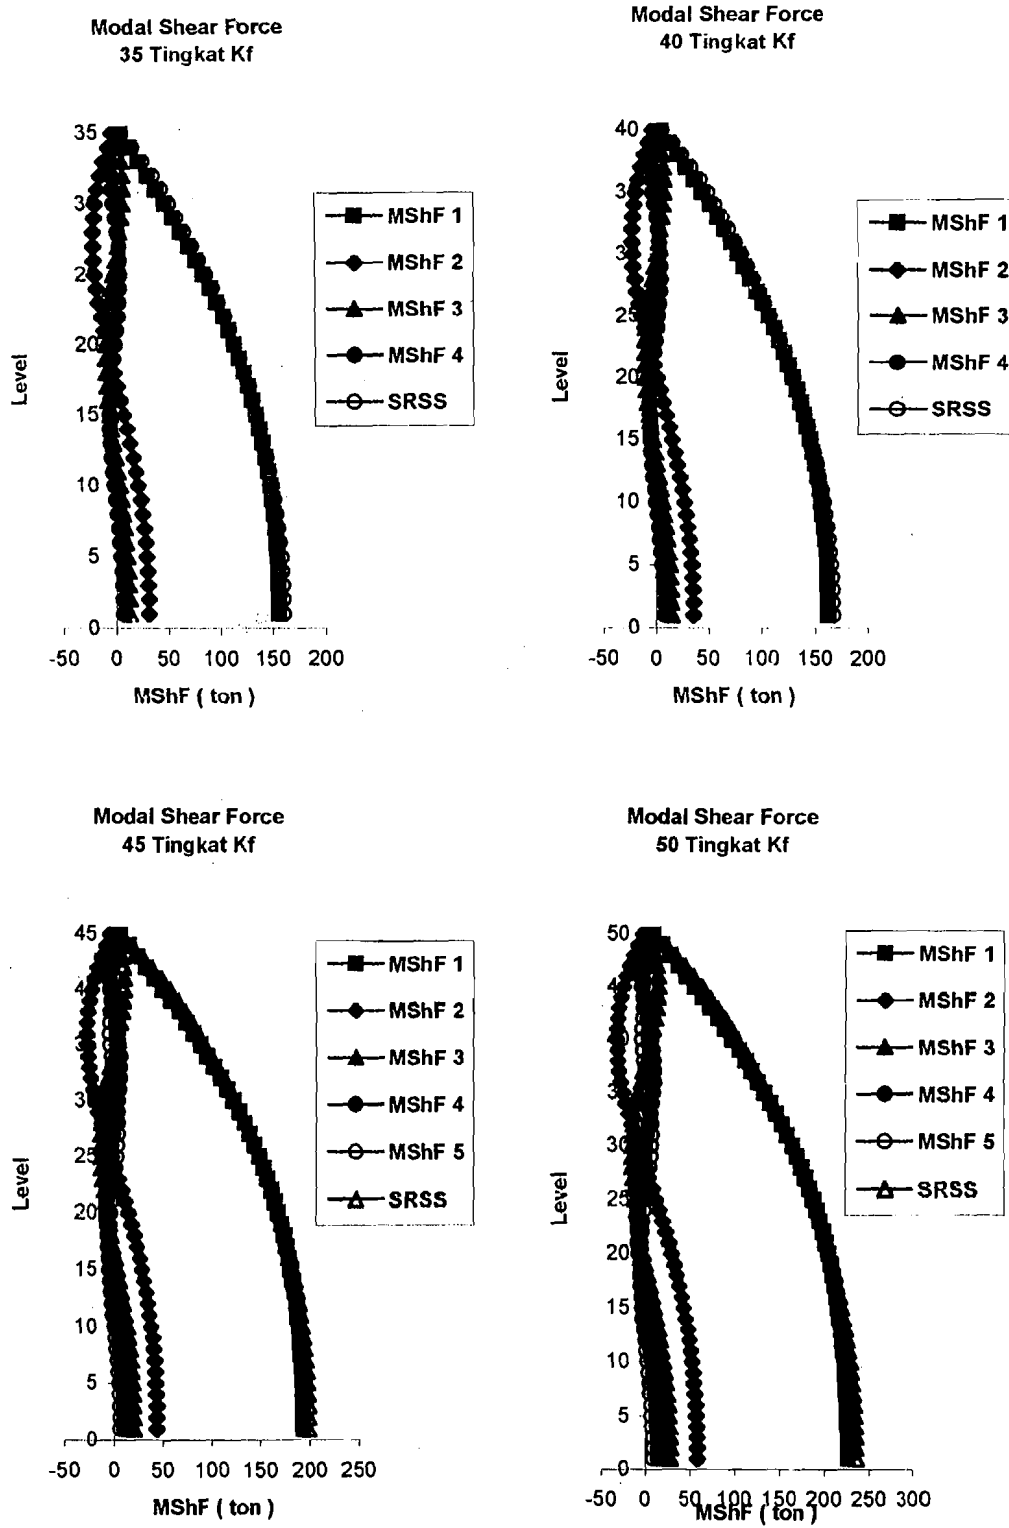 Modal Shear Force
35 Tingkat Kf
35
30
25
20
15
10
5
0
-50 0 50 100 150 200
Level
MShF ( ton )
MShF 1
MShF 2
MShF 3
MShF 4
SRSS
Modal Shear Force
40 Tingkat Kf
40
35
30
25
20
15
10
5
0
-50 0 50 100 150 200
Level
MShF ( ton )
MShF 1
MShF 2
MShF 3
MShF 4
SRSS
Modal Shear Force
45 Tingkat Kf
45
30
25
20
15
10
5
0
-50 0 50 100 150 200 250
Level
MShF ( ton )
MShF 1
MShF 2
MShF 3
MShF 4
MShF 5
SRSS
Modal Shear Force
50 Tingkat Kf
50
30
25
20
15
10
5
0
-50 0 50 100 150 200 250 300
Level
MShF ( ton )
MShF 1
MShF 2
MShF 3
MShF 4
MShF 5
SRSS